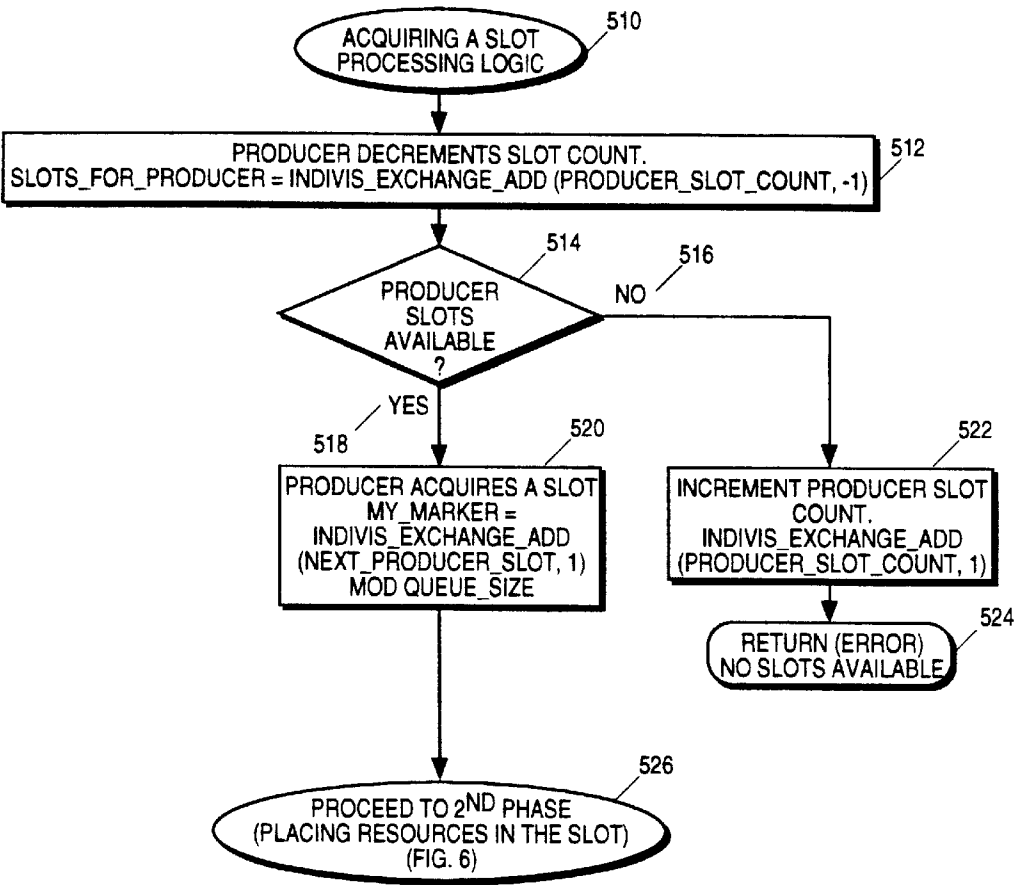 510
ACQUIRING A SLOT
PROCESSING LOGIC
512
PRODUCER DECREMENTS SLOT COUNT.
SLOTS_FOR_PRODUCER = INDIVIS_EXCHANGE_ADD (PRODUCER_SLOT_COUNT, -1)
514
516
PRODUCER
SLOTS
AVAILABLE
?
NO
YES
518
520
PRODUCER ACQUIRES A SLOT
MY_MARKER =
INDIVIS_EXCHANGE_ADD
(NEXT_PRODUCER_SLOT, 1)
MOD QUEUE_SIZE
522
INCREMENT PRODUCER SLOT
COUNT.
INDIVIS_EXCHANGE_ADD
(PRODUCER_SLOT_COUNT, 1)
524
RETURN (ERROR)
NO SLOTS AVAILABLE
526
PROCEED TO 2ND PHASE
(PLACING RESOURCES IN THE SLOT)
(FIG. 6)